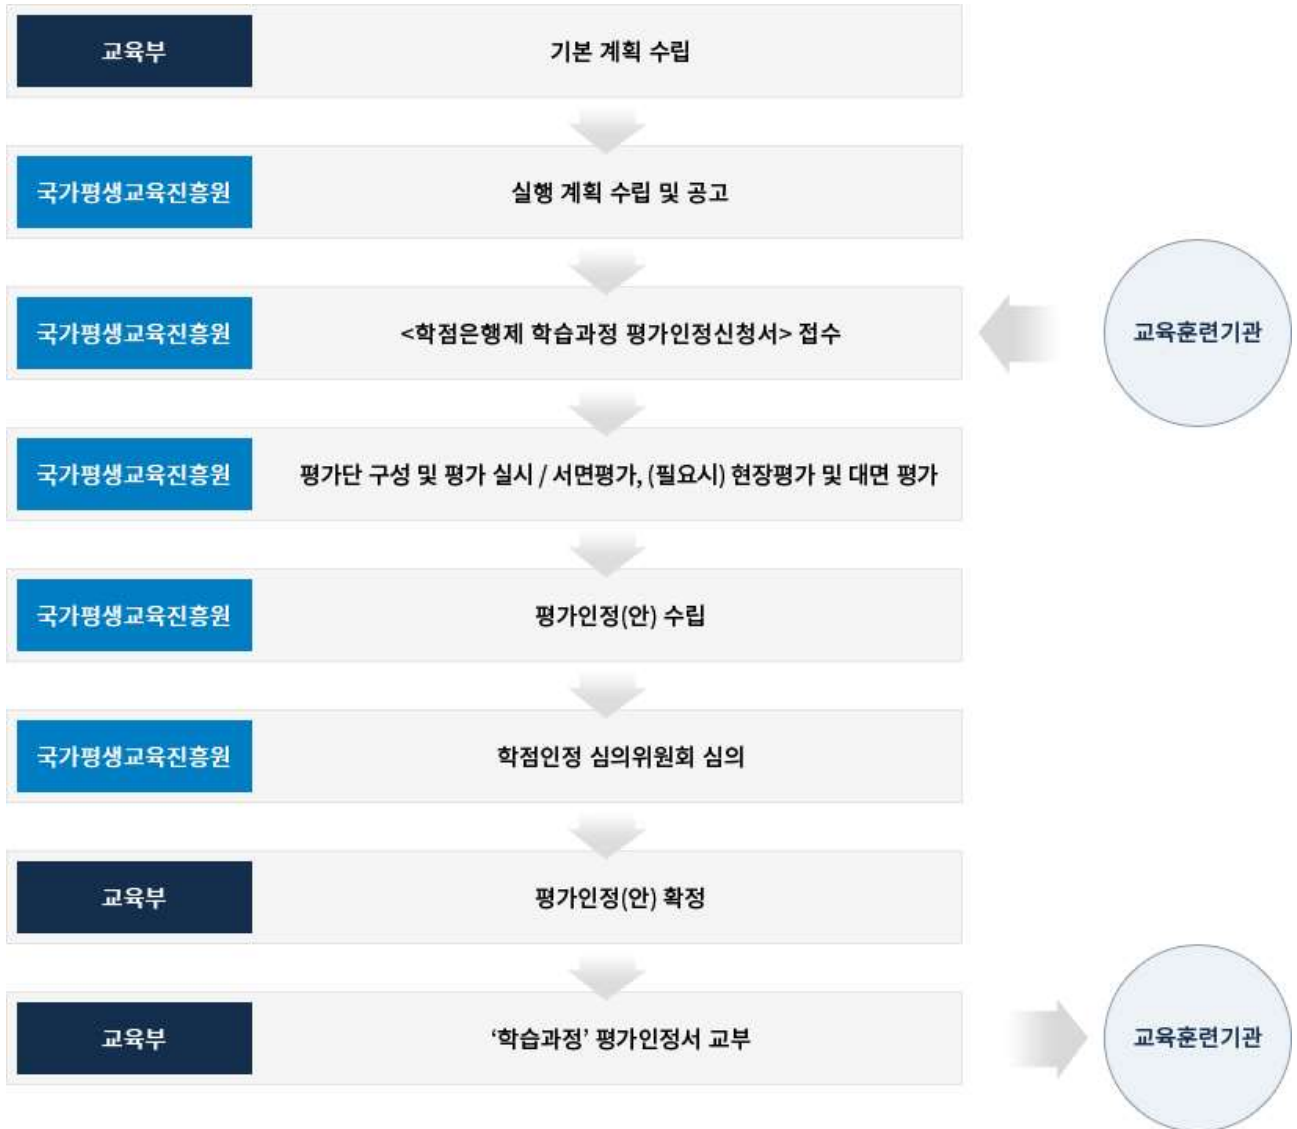 교육부
기본 계획 수립
국가평생교육진흥원
실행 계획 수립 및 공고
국가평생교육진흥원
<학점은행제 학습과정 평가인정신청서> 접수
교육훈련기관
국가평생교육진흥원
평가단 구성 및 평가 실시 / 서면평가, (필요시) 현장평가 및 대면 평가
국가평생교육진흥원
평가인정(안) 수립
국가평생교육진흥원
학점인정 심의위원회 심의
교육부
평가인정(안) 확정
교육부
‘학습과정’ 평가인정서 교부
교육훈련기관